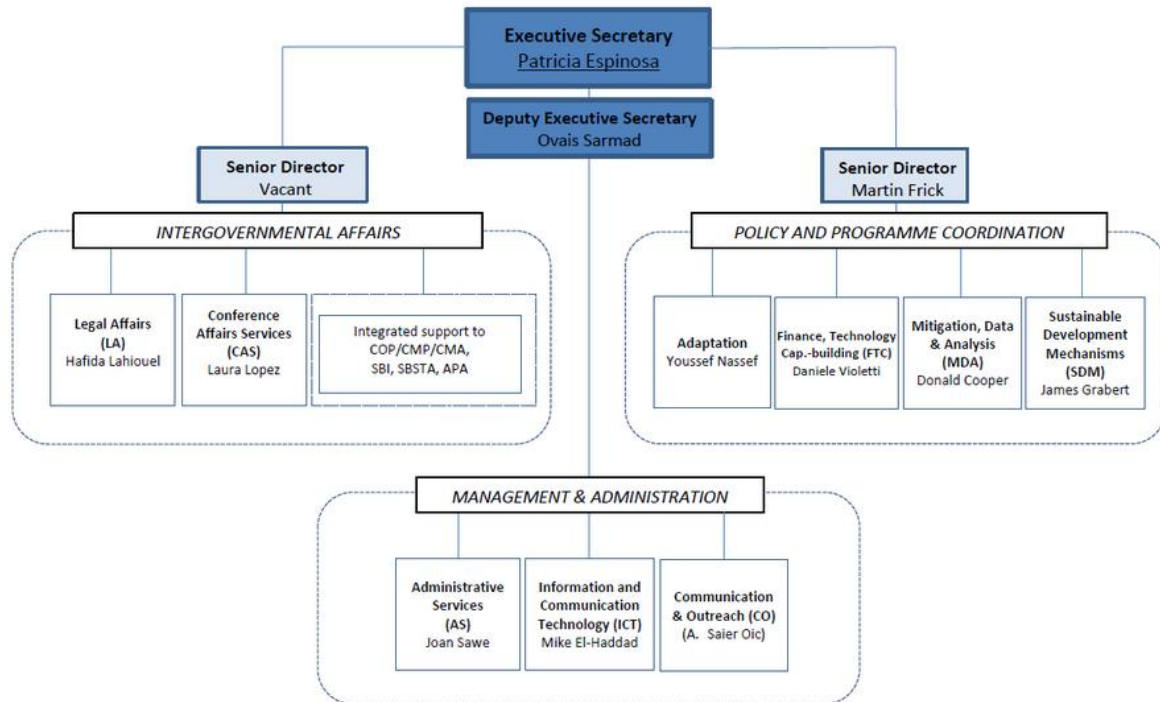 Executive Secretary
Patricia Espinosa
Deputy Executive Secretary
Ovais Sarmad
Senior Director
Vacant
Senior Director
Martin Frick
INTERGOVERNMENTAL AFFAIRS
POLICY AND PROGRAMME COORDINATION
Legal Affairs
(LA)
Hafida Lahiouel
Conference
Affairs Services
(CAS)
Laura Lopez
Integrated support to
COP/CMP/CMA,
SBI, SBSTA, APA
Adaptation
Youssef Nassef
Finance, Technology
Cap.-building (FTC)
Daniele Violetti
Mitigation, Data
& Analysis
(MDA)
Donald Cooper
Sustainable
Development
Mechanisms
(SDM)
James Grabert
MANAGEMENT & ADMINISTRATION
Administrative
Services
(AS)
Joan Sawe
Information and
Communication
Technology (ICT)
Mike El-Haddad
Communication
& Outreach (CO)
(A. Saier Oic)